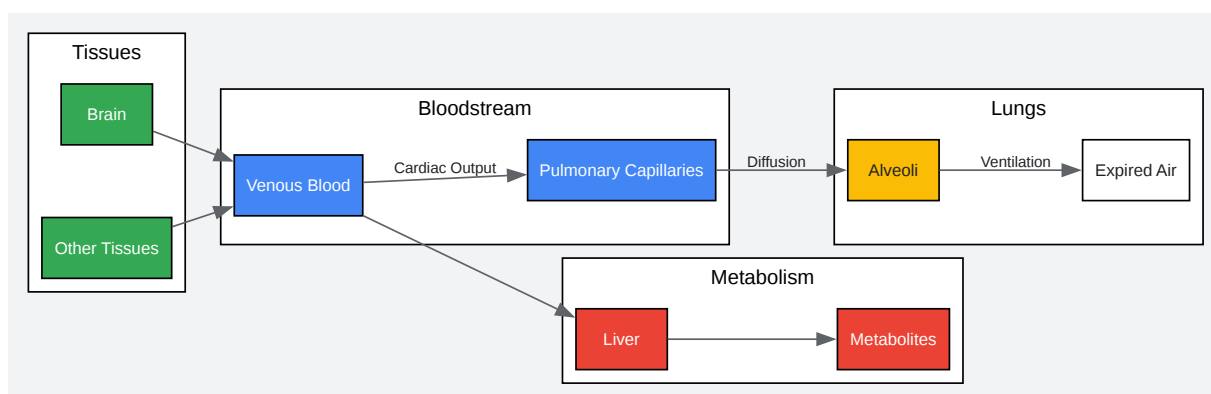 Tissues
Brain
Other Tissues
Bloodstream
Venous Blood
Cardiac Output
Pulmonary Capillaries
Diffusion
Lungs
Alveoli
Ventilation
Expired Air
Metabolism
Liver
Metabolites